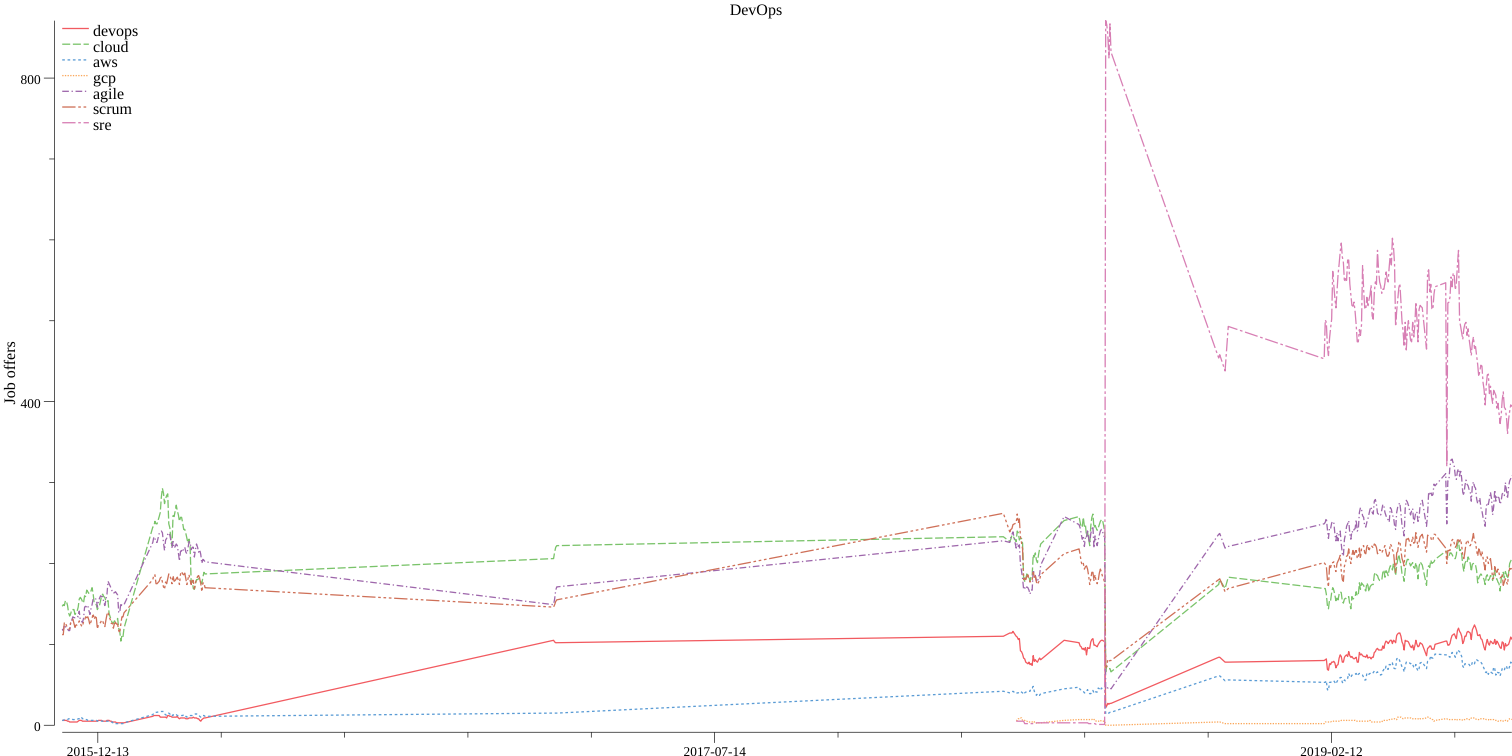 DevOps
devops
cloud
aws
gcp
agile
scrum
sre
800
400
0
Job offers
2015-12-13
2017-07-14
2019-02-12